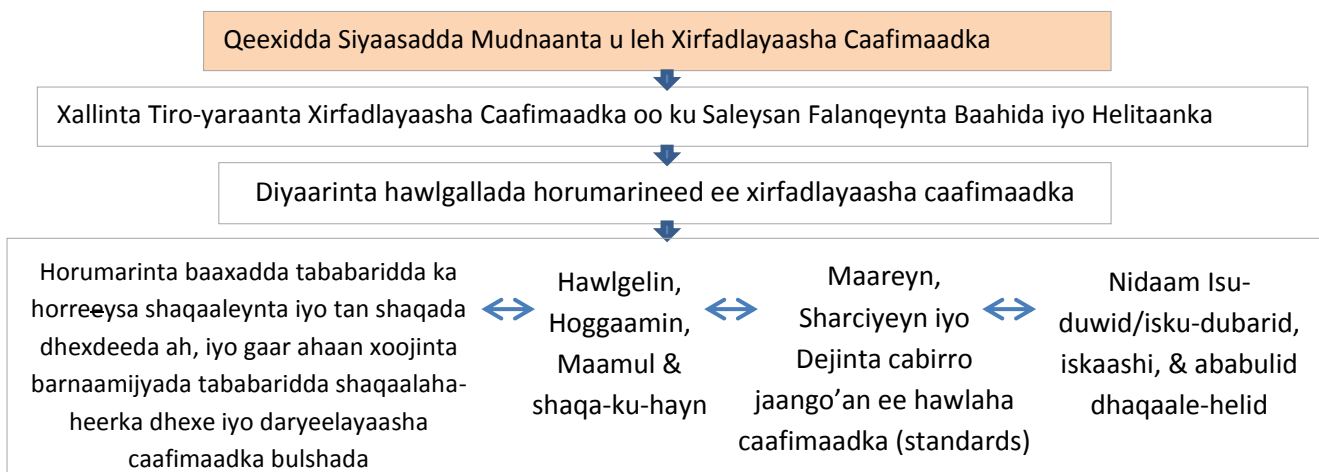 Qeexidda Siyaasadda Mudnaanta u leh Xirfadlayaasha Caafimaadka
Xallinta Tiro-yaraanta Xirfadlayaasha Caafimaadka oo ku Saleysan Falanqeynta Baahida iyo Helitaanka
Diyaarinta hawlgallada horumarineed ee xirfadlayaasha caafimaadka
Horumarinta baaxadda tababaridda ka
horreeysa shaqaaleynta iyo tan shaqada
dhexdeeda ah, iyo gaar ahaan xoojinta
barnaamijyada tababaridda shaqaalaha-
heerka dhexe iyo daryeelayaasha
caafimaadka bulshada
Hawlgelin,
Hoggaamin,
Maamul &
shaqa-ku-hayn
Maareyn,
Sharciyeyn iyo
Dejinta cabirro
jaango’an ee hawlaha
caafimaadka (standards)
Nidaam Isu-
duwid/isku-dubarid,
iskaashi, & ababulid
dhaqaale-helid